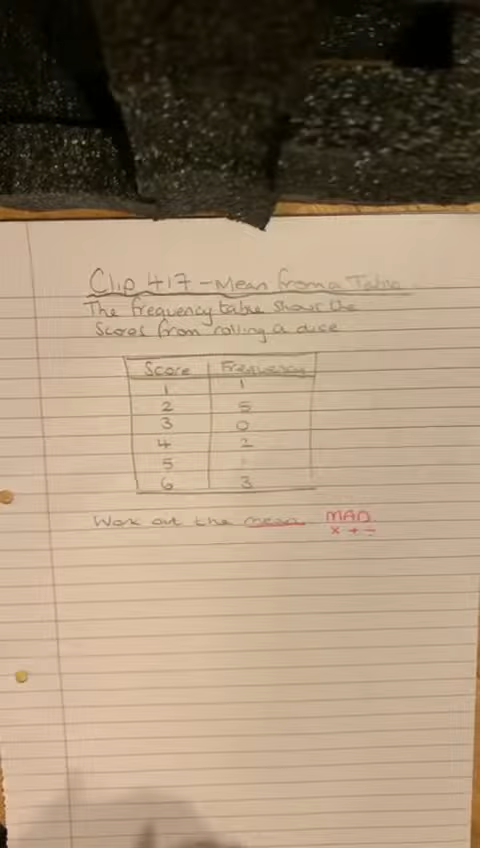 Clip 417 - Mean from a Table
The frequency table shows the
Scores from rolling a dice
Score Frequency
1 1
2 5
3 0
4 2
5
6 3
Work out the mean. MAD
× + ÷